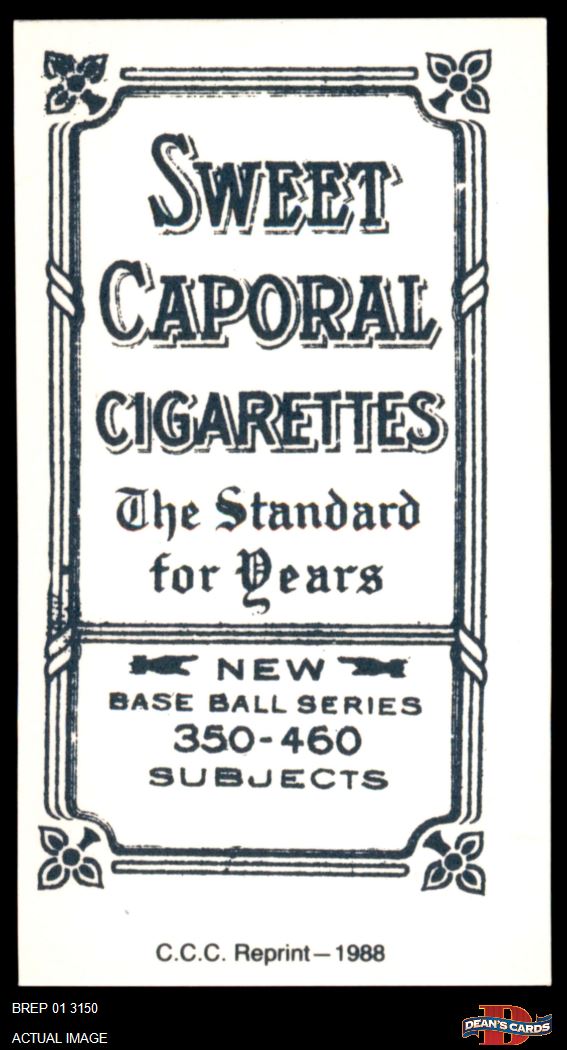 SWEET
CAPORAL
CIGARETTES
The Standard
for Years
NEW
BASE BALL SERIES
350-460
SUBJECTS
C.C.C. Reprint—1988
BREP 01 3150
ACTUAL IMAGE
D
DEAN'S CARDS